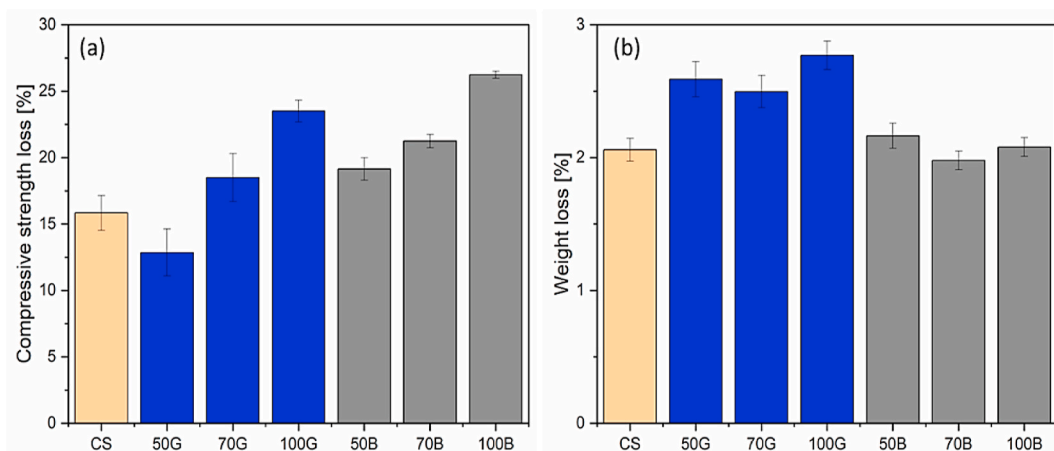 (a)
Compressive strength loss [%]
30
25
20
15
10
5
0
CS 50G 70G 100G 50B 70B 100B
(b)
Weight loss [%]
3
2
1
0
CS 50G 70G 100G 50B 70B 100B